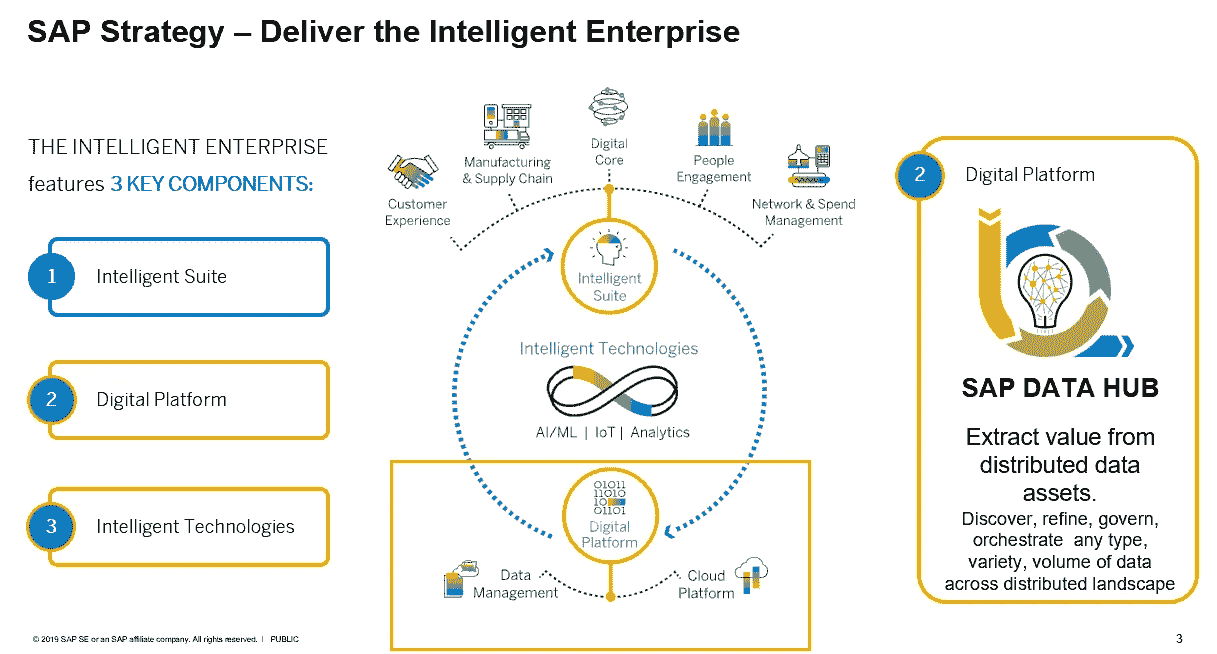 SAP Strategy – Deliver the Intelligent Enterprise
THE INTELLIGENT ENTERPRISE
features 3 KEY COMPONENTS:
1
Intelligent Suite
2
Digital Platform
3
Intelligent Technologies
Customer
Experience
Manufacturing
& Supply Chain
Digital
Core
People
Engagement
Network & Spend
Management
Intelligent
Suite
Intelligent Technologies
AI/ML | IoT | Analytics
01011
11010
10
01101
Digital
Platform
Data
Management
Cloud
Platform
2
Digital Platform
SAP DATA HUB
Extract value from
distributed data
assets.
Discover, refine, govern,
orchestrate any type,
variety, volume of data
across distributed landscape
© 2019 SAP SE or an SAP affiliate company. All rights reserved. | PUBLIC
3